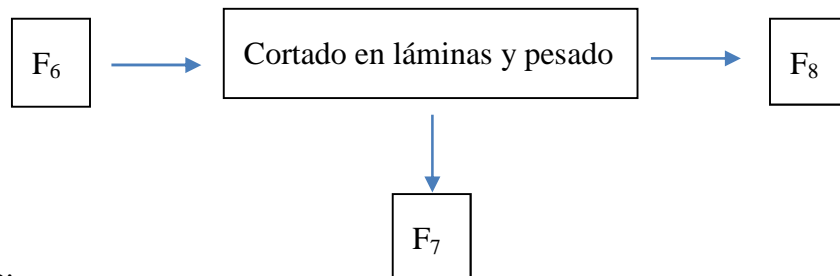 F₆
Cortado en láminas y pesado
F₈
F₇